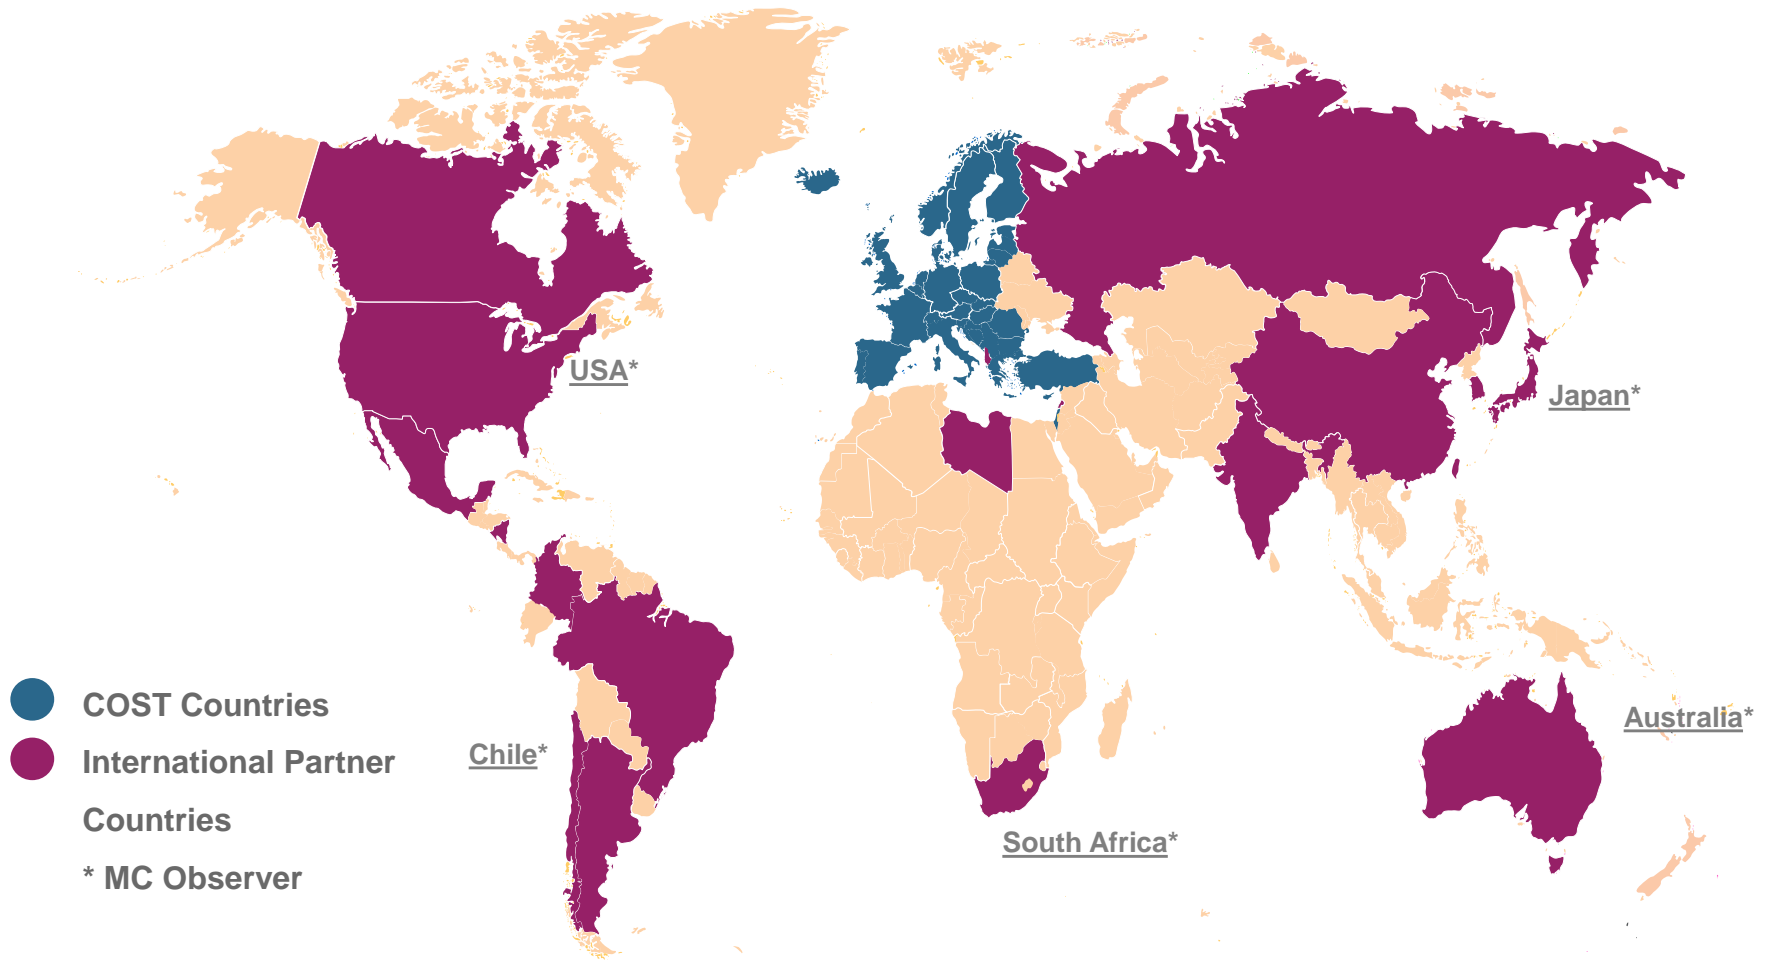 USA*
Japan*
COST Countries
Australia*
Chile*
International Partner
Countries
South Africa*
* MC Observer